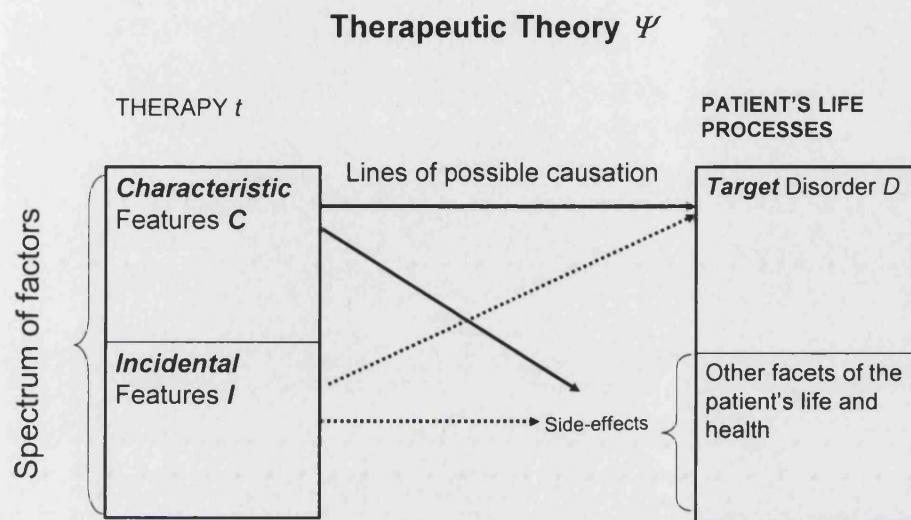 Therapeutic Theory Ψ
THERAPY t
PATIENT'S LIFE
PROCESSES
Spectrum of factors
Characteristic
Features C
Lines of possible causation
Target Disorder D
Incidental
Features I
Side-effects
Other facets of the
patient's life and
health